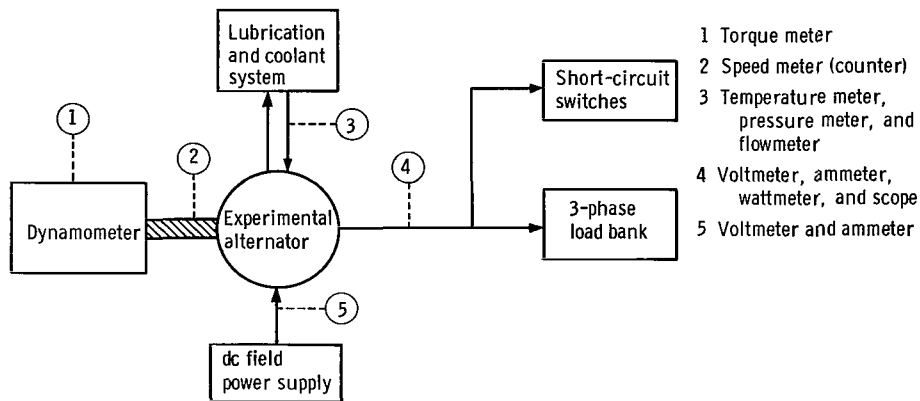 Lubrication
and coolant
system
1 Torque meter
2 Speed meter (counter)
3 Temperature meter,
pressure meter, and
flowmeter
4 Voltmeter, ammeter,
wattmeter, and scope
5 Voltmeter and ammeter
Short-circuit
switches
1
3
2
4
Dynamometer
Experimental
alternator
3-phase
load bank
5
dc field
power supply